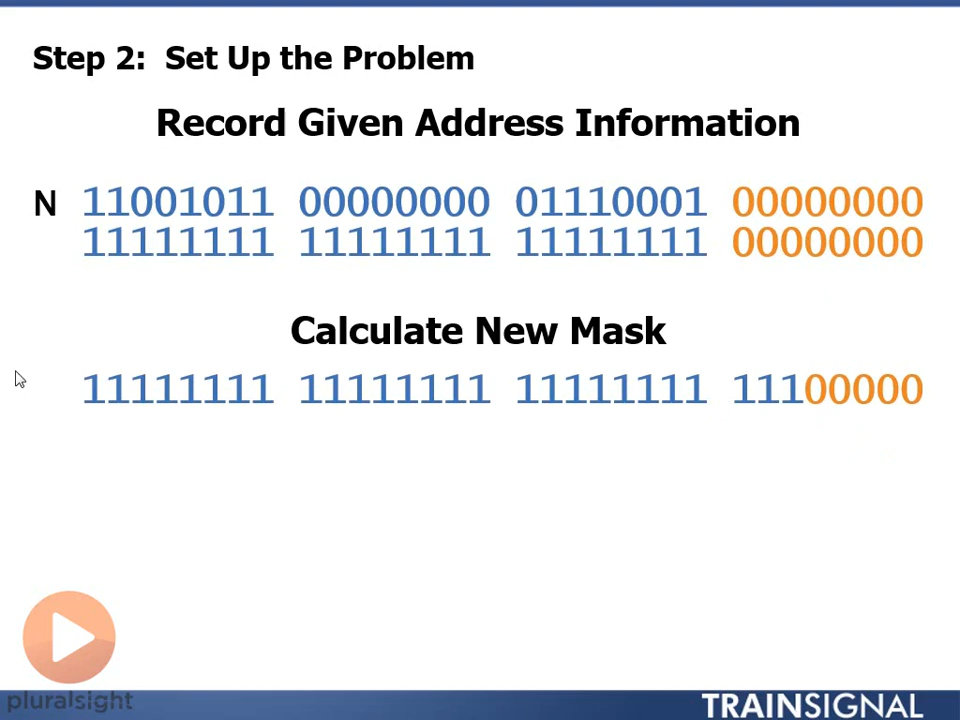 Step 2: Set Up the Problem
Record Given Address Information
N 11001011 00000000 01110001 00000000
11111111 11111111 11111111 00000000
Calculate New Mask
11111111 11111111 11111111 11100000
pluralsight
TRAINSIGNAL